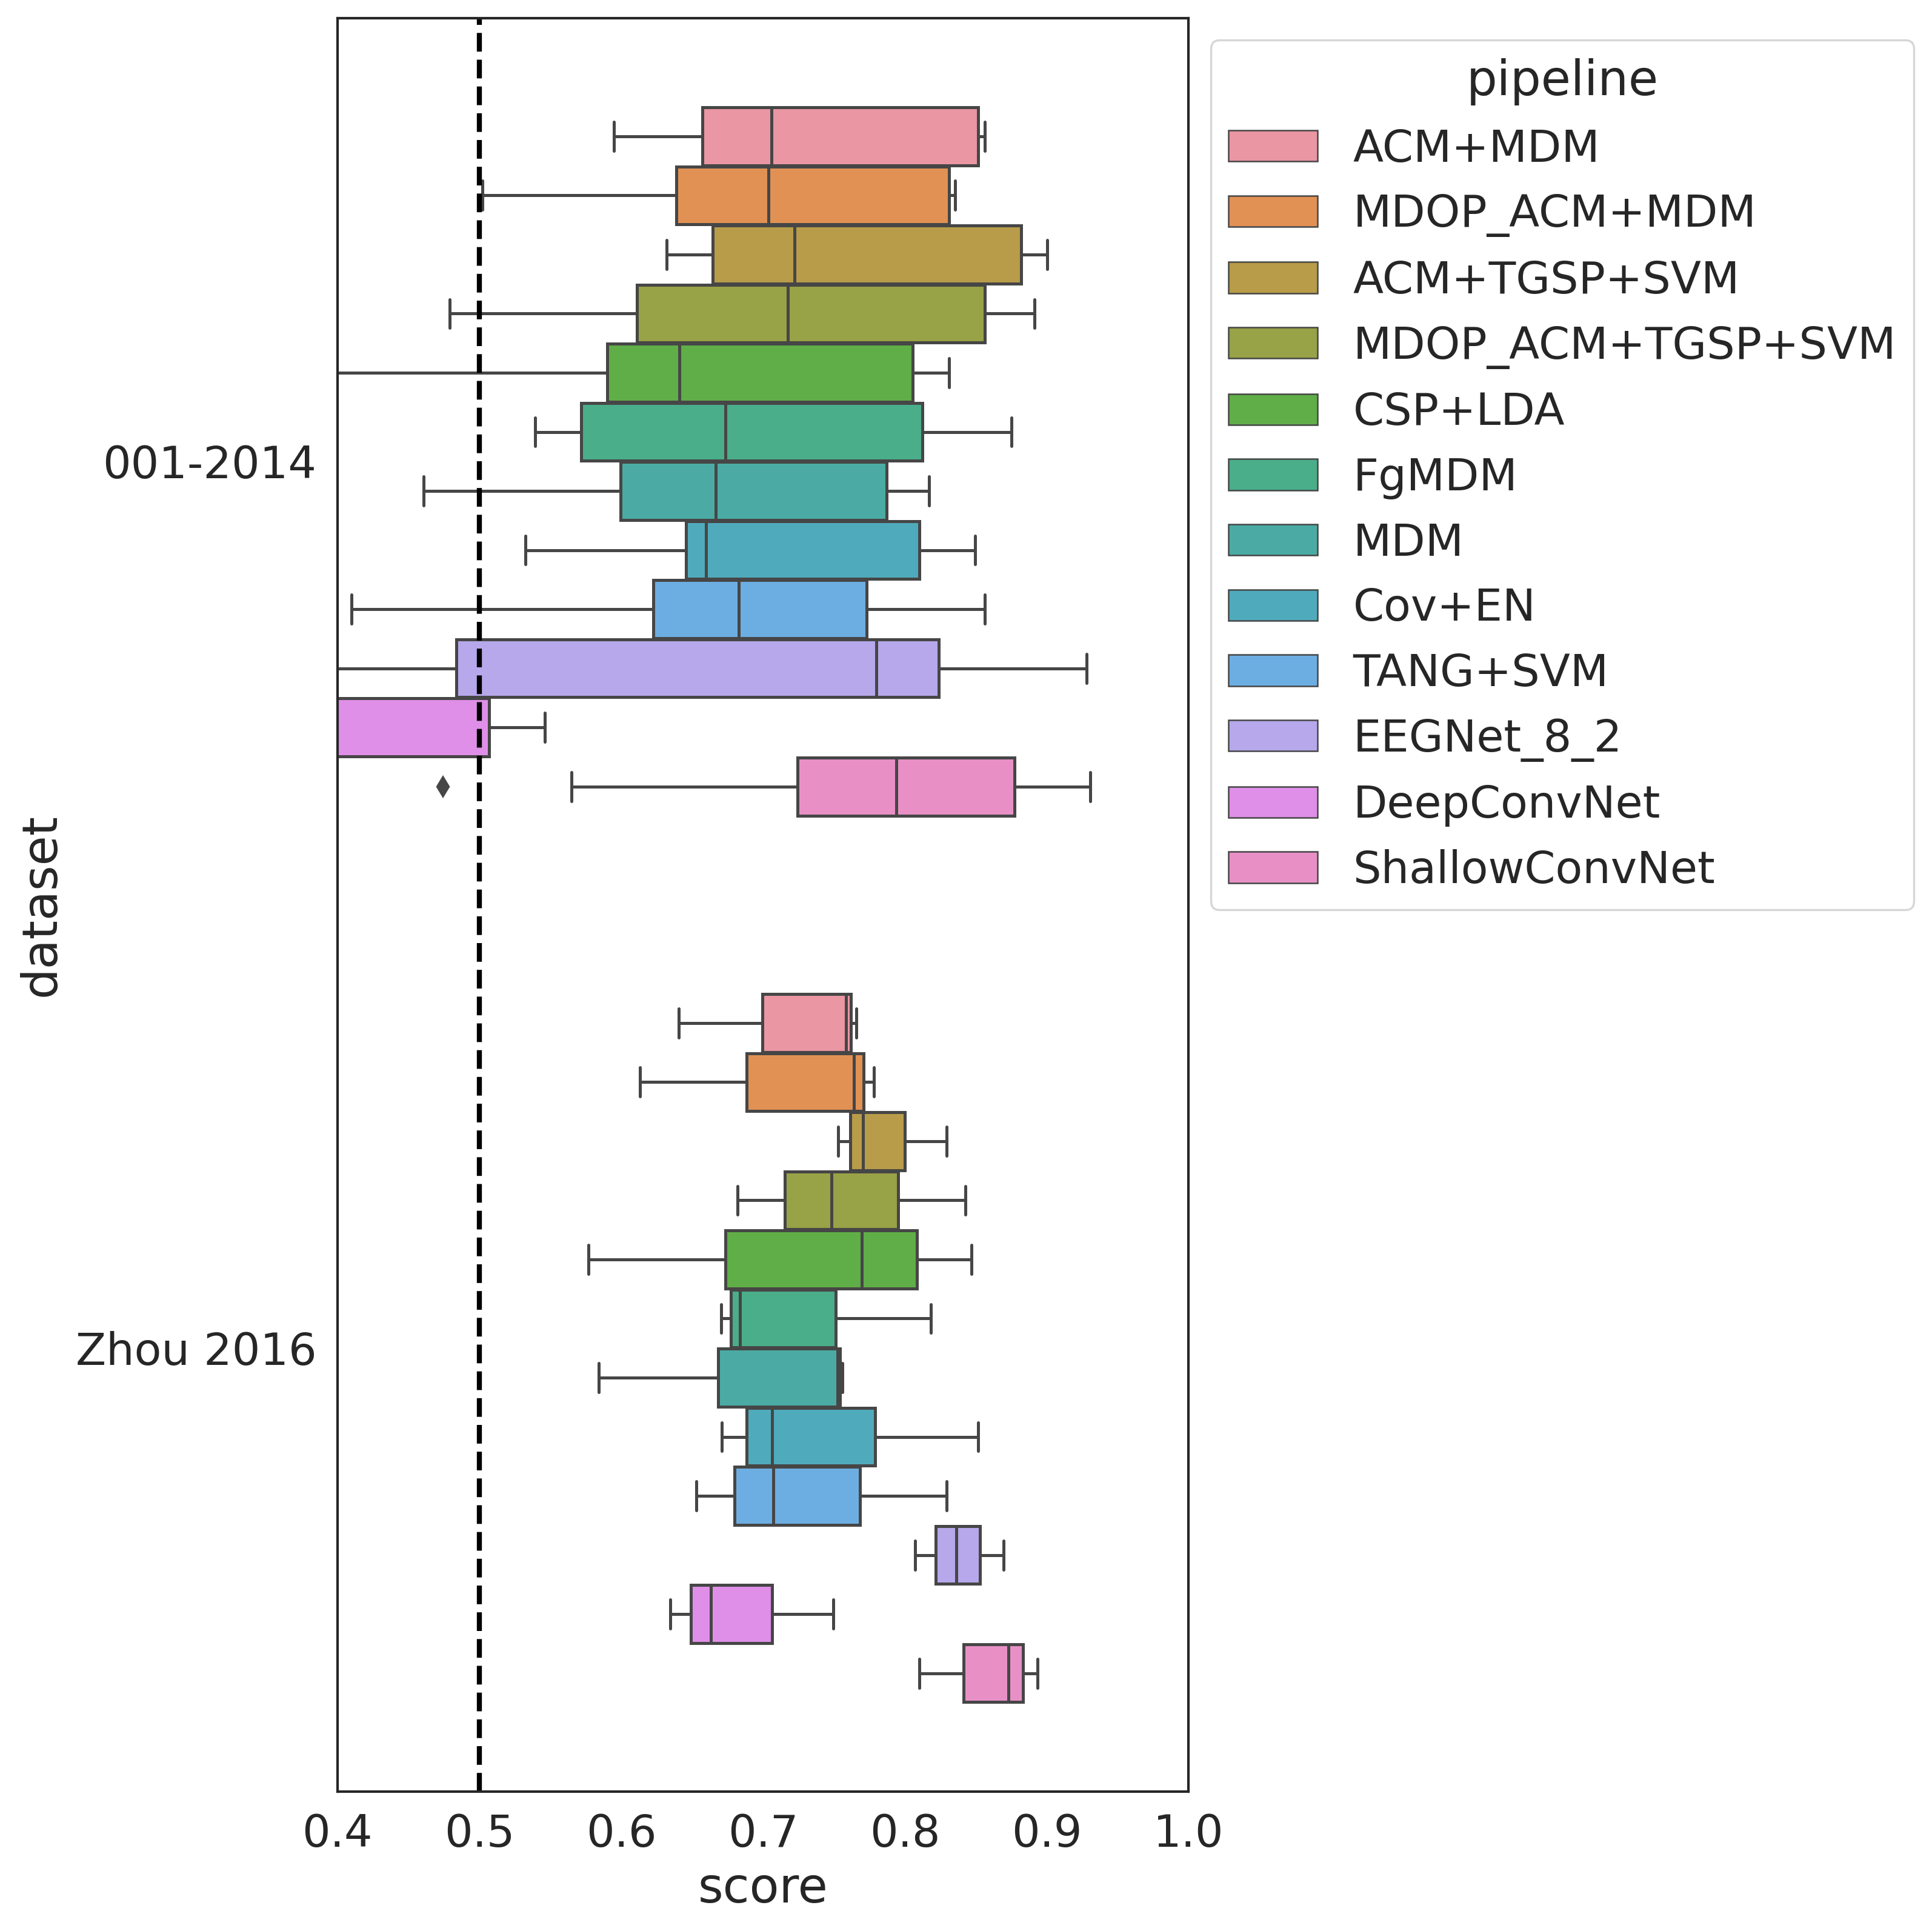 pipeline
ACM+MDM
MDOP_ACM+MDM
ACM+TGSP+SVM
MDOP_ACM+TGSP+SVM
CSP+LDA
FgMDM
MDM
Cov+EN
TANG+SVM
EEGNet_8_2
DeepConvNet
ShallowConvNet
dataset
001-2014
Zhou 2016
0.4 0.5 0.6 0.7 0.8 0.9 1.0
score